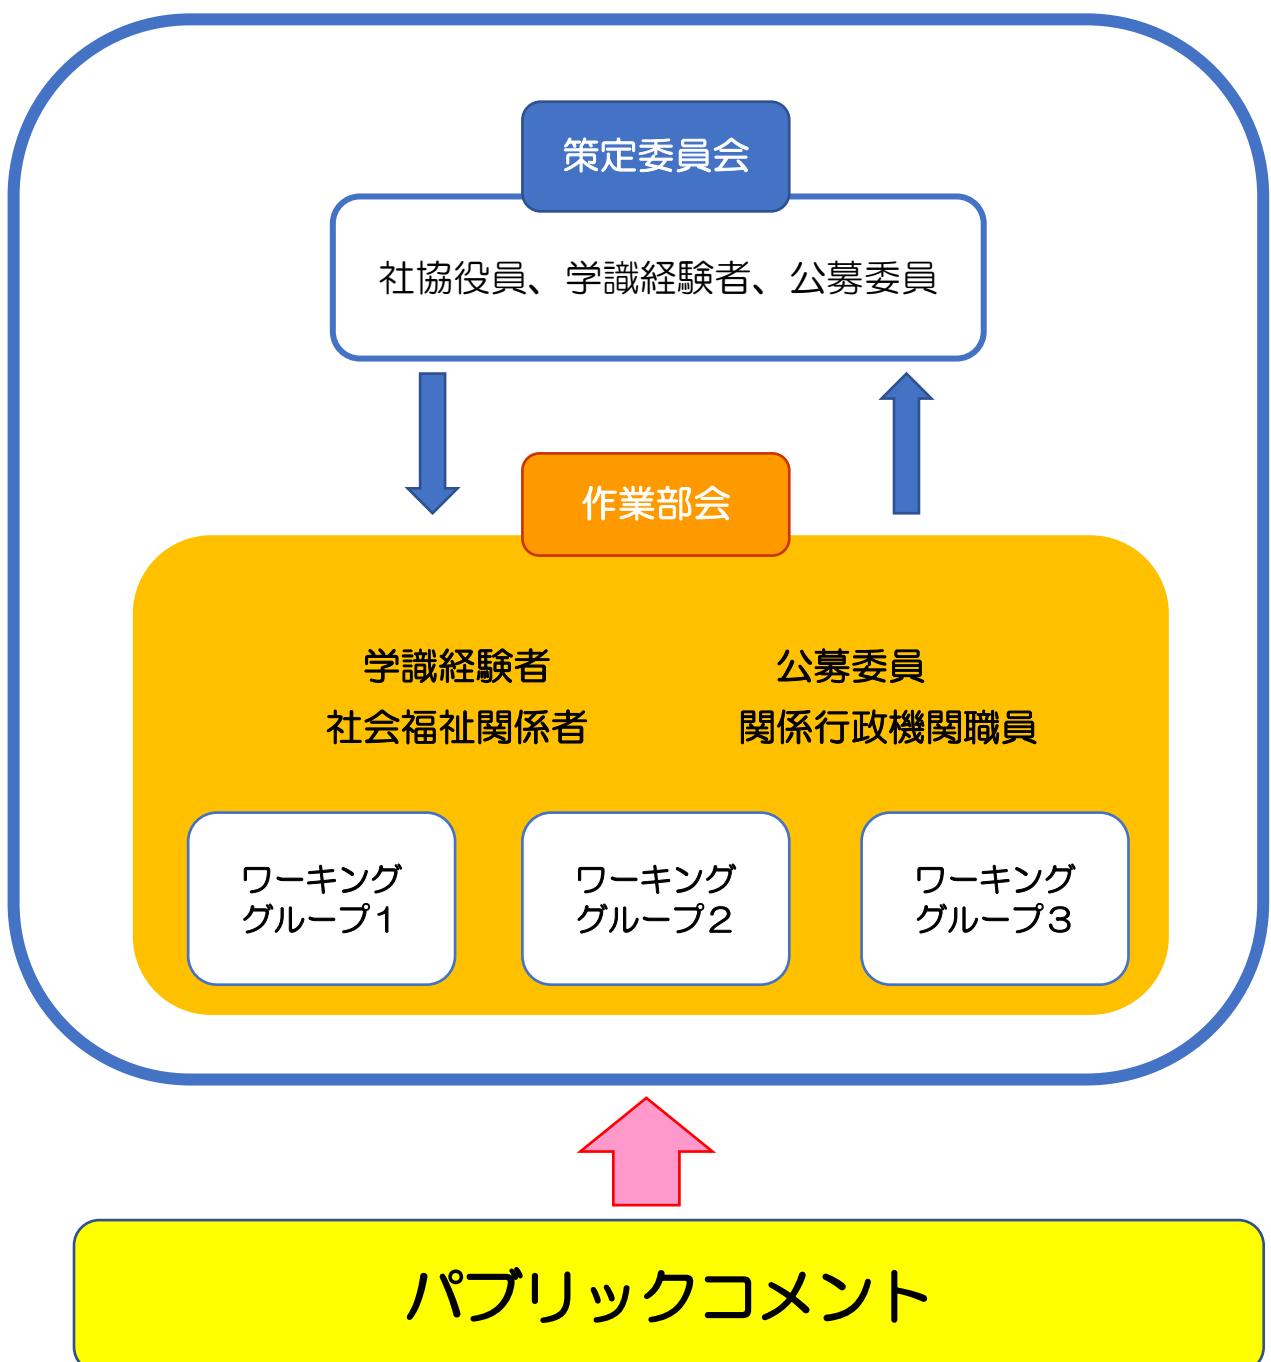 策定委員会
社協役員、学識経験者、公募委員
作業部会
学識経験者 公募委員
社会福祉関係者 関係行政機関職員
ワーキング
グループ１
ワーキング
グループ２
ワーキング
グループ３
パブリックコメント